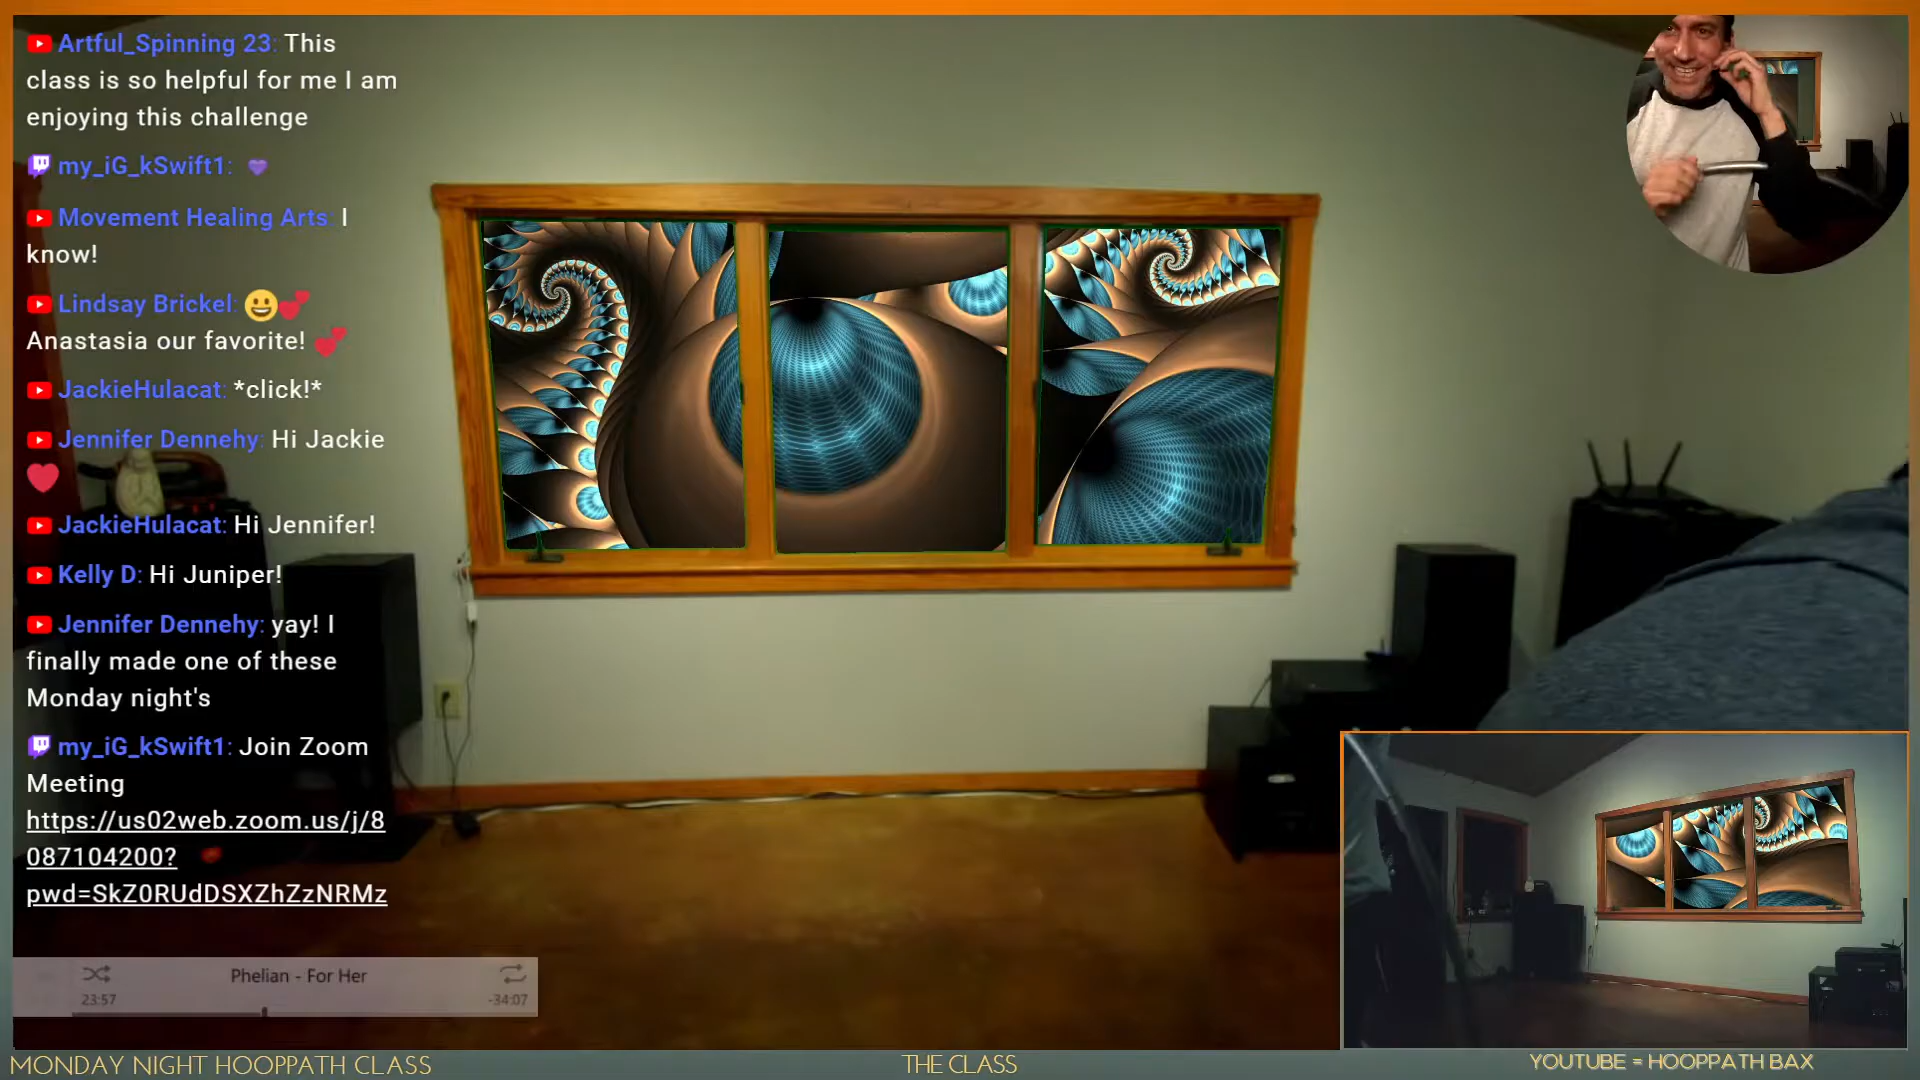 Artful_Spinning 23: This
class is so helpful for me I am
enjoying this challenge
my_iG_kSwift1: 💜
Movement Healing Arts: I
know!
Lindsay Brickel: 😀💕
Anastasia our favorite! 💕
JackieHulacat: *click!*
Jennifer Dennehy: Hi Jackie
❤️
JackieHulacat: Hi Jennifer!
Kelly D: Hi Juniper!
Jennifer Dennehy: yay! I
finally made one of these
Monday night's
my_iG_kSwift1: Join Zoom
Meeting
https://us02web.zoom.us/j/8
087104200?
pwd=SkZ0RUdDSXZhZzNRMz
Phelian - For Her
23:57
-34:07
MONDAY NIGHT HOOPPATH CLASS
THE CLASS
YOUTUBE = HOOPPATH BAX